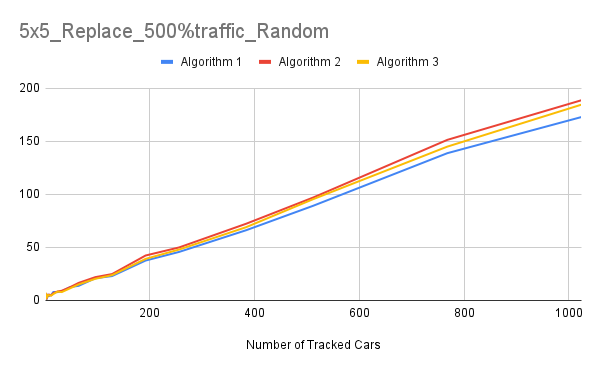 5x5_Replace_500%traffic_Random
Algorithm 1 Algorithm 2 Algorithm 3
200
150
100
50
0
200 400 600 800 1000
Number of Tracked Cars